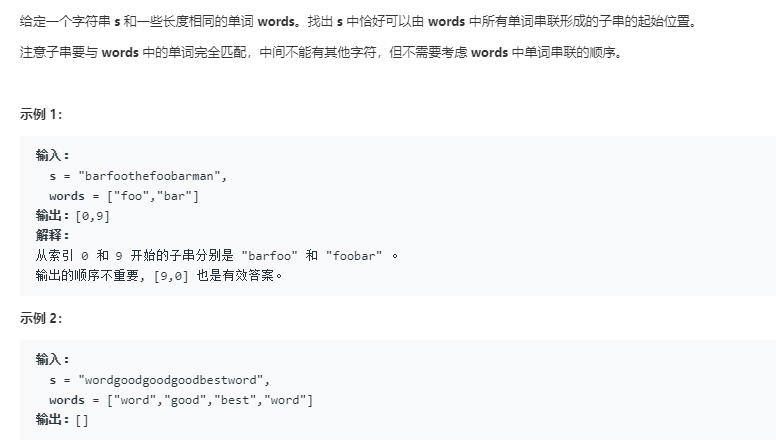 给定一个字符串 s 和一些长度相同的单词 words。找出 s 中恰好可以由 words 中所有单词串联形成的子串的起始位置。
注意子串要与 words 中的单词完全匹配，中间不能有其他字符，但不需要考虑 words 中单词串联的顺序。
示例 1：
输入：
s = "barfoothefoobarman",
words = ["foo","bar"]
输出：[0,9]
解释：
从索引 0 和 9 开始的子串分别是 "barfoo" 和 "foobar" 。
输出的顺序不重要, [9,0] 也是有效答案。
示例 2：
输入：
s = "wordgoodgoodgoodbestword",
words = ["word","good","best","word"]
输出：[]